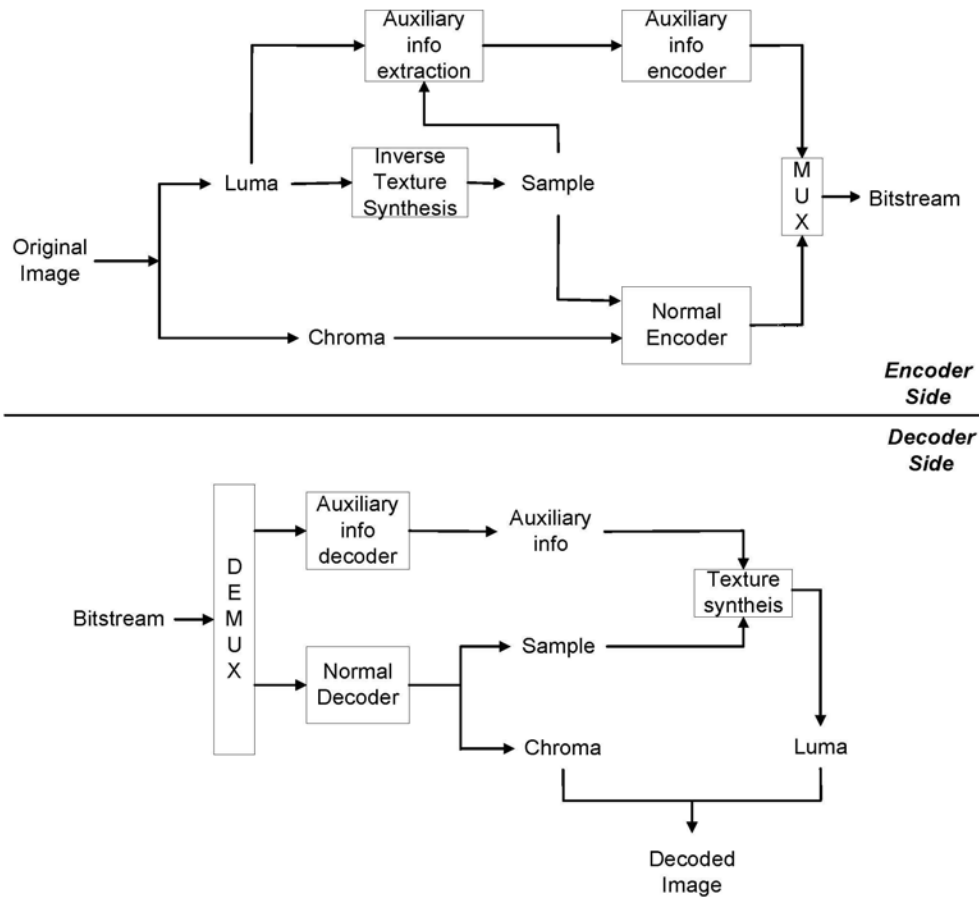 Auxiliary
info
extraction
Auxiliary
info
encoder
Luma
Inverse
Texture
Synthesis
Sample
M
U
X
Bitstream
Original
Image
Chroma
Normal
Encoder
Encoder
Side
Decoder
Side
Bitstream
D
E
M
U
X
Auxiliary
info
decoder
Auxiliary
info
Texture
syntheis
Normal
Decoder
Sample
Chroma
Luma
Decoded
Image